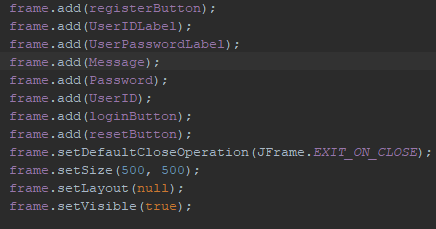 frame.add(registerButton);
frame.add(UserIDLabel);
frame.add(UserPasswordLabel);
frame.add(Message);
frame.add(Password);
frame.add(UserID);
frame.add(loginButton);
frame.add(resetButton);
frame.setDefaultCloseOperation(JFrame.EXIT_ON_CLOSE);
frame.setSize(500, 500);
frame.setLayout(null);
frame.setVisible(true);